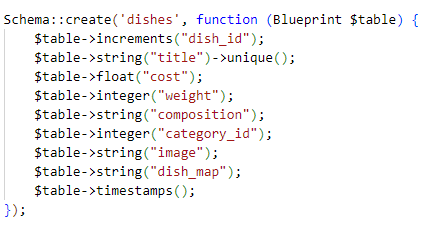 Schema::create('dishes', function (Blueprint $table) {
    $table->increments("dish_id");
    $table->string("title")->unique();
    $table->float("cost");
    $table->integer("weight");
    $table->string("composition");
    $table->integer("category_id");
    $table->string("image");
    $table->string("dish_map");
    $table->timestamps();
});